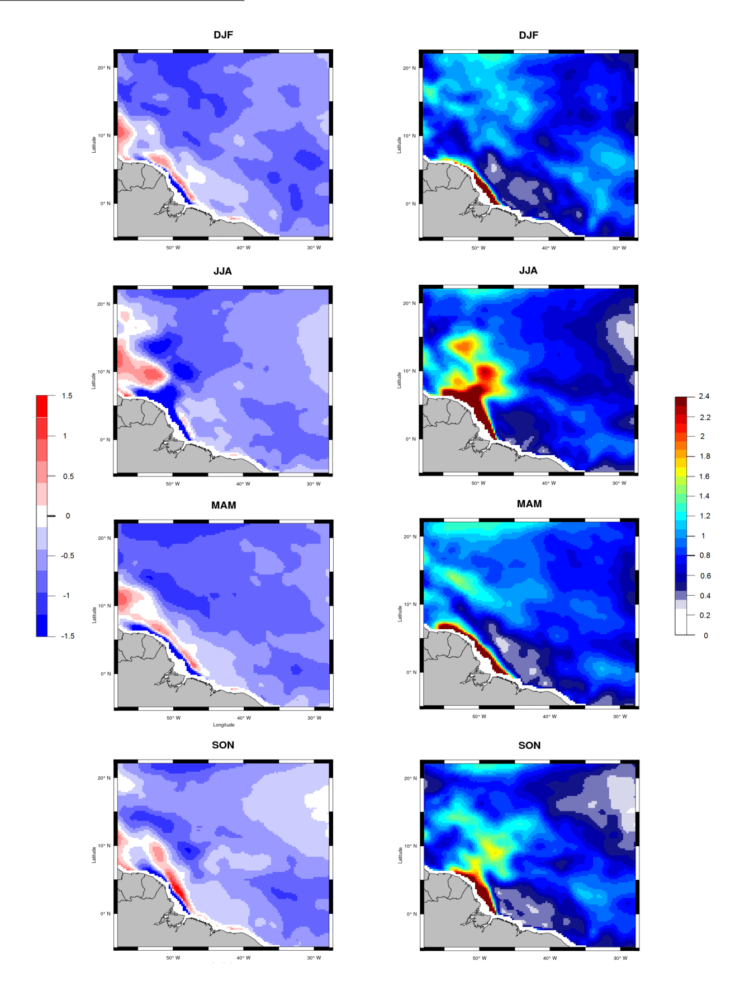 DJF
DJF
20° N
10° N
0° N
Latitude
50° W
40° W
30° W
20° N
10° N
0° N
Latitude
50° W
40° W
30° W
JJA
JJA
20° N
10° N
0° N
Latitude
50° W
40° W
30° W
20° N
10° N
0° N
Latitude
50° W
40° W
30° W
1.5
1
0.5
0
-0.5
-1
-1.5
2.4
2.2
2
1.8
1.6
1.4
1.2
1
0.8
0.6
0.4
0.2
0
MAM
MAM
20° N
10° N
0° N
Latitude
50° W
40° W
30° W
Longitude
20° N
10° N
0° N
Latitude
50° W
40° W
30° W
SON
SON
20° N
10° N
0° N
Latitude
50° W
40° W
30° W
20° N
10° N
0° N
Latitude
50° W
40° W
30° W